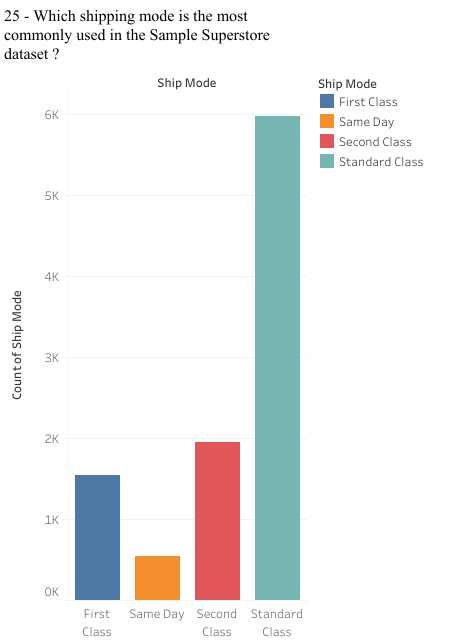 25 - Which shipping mode is the most
commonly used in the Sample Superstore
dataset ?
Ship Mode
Ship Mode
First Class
Same Day
Second Class
Standard Class
6K
5K
4K
3K
2K
1K
0K
Count of Ship Mode
First
Class
Same Day
Second
Class
Standard
Class